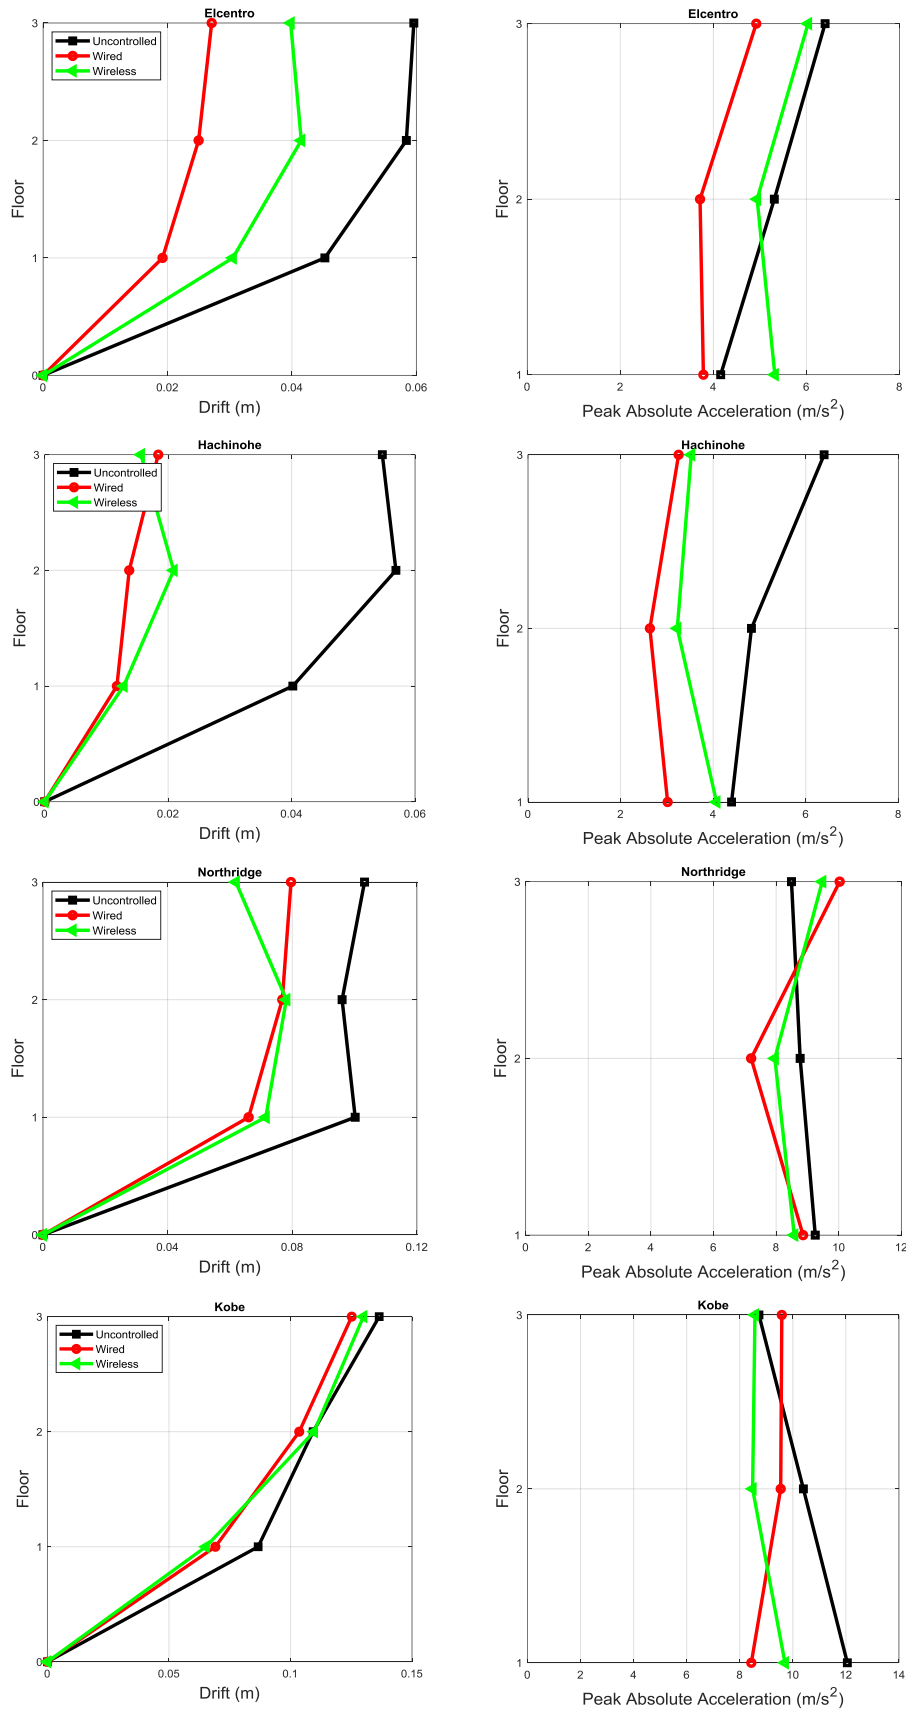 Elcentro
Uncontrolled
Wired
Wireless
3
2
1
0
Floor
0 0.02 0.04 0.06
Drift (m)
Elcentro
3
2
1
Floor
0 2 4 6 8
Peak Absolute Acceleration (m/s²)
Hachinohe
Uncontrolled
Wired
Wireless
3
2
1
0
Floor
0 0.02 0.04 0.06
Drift (m)
Hachinohe
3
2
1
Floor
0 2 4 6 8
Peak Absolute Acceleration (m/s²)
Northridge
Uncontrolled
Wired
Wireless
3
2
1
0
Floor
0 0.04 0.08 0.12
Drift (m)
Northridge
3
2
1
Floor
0 2 4 6 8 10 12
Peak Absolute Acceleration (m/s²)
Kobe
Uncontrolled
Wired
Wireless
3
2
1
0
Floor
0 0.05 0.1 0.15
Drift (m)
Kobe
3
2
1
Floor
0 2 4 6 8 10 12 14
Peak Absolute Acceleration (m/s²)